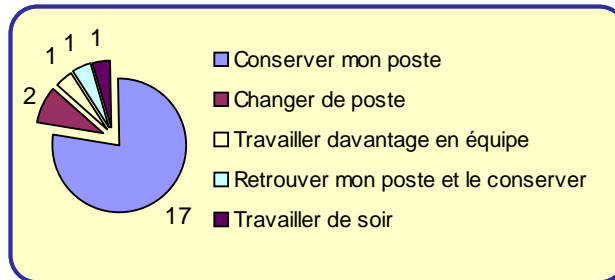 1 1 1
2
17
Conserver mon poste
Changer de poste
Travailler davantage en équipe
Retrouver mon poste et le conserver
Travailler de soir